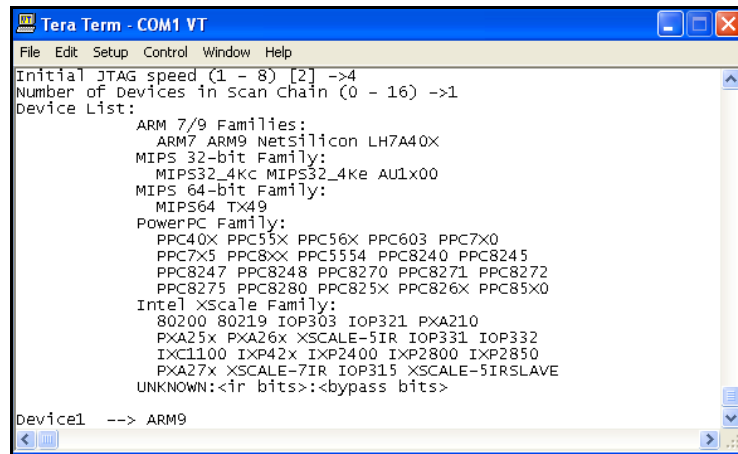 Tera Term - COM1 VT
File Edit Setup Control Window Help
Initial JTAG speed (1 - 8) [2] ->4
Number of Devices in Scan Chain (0 - 16) ->1
Device List:
ARM 7/9 Families:
ARM7 ARM9 NetSilicon LH7A40X
MIPS 32-bit Family:
MIPS32_4Kc MIPS32_4Ke AU1x00
MIPS 64-bit Family:
MIPS64 TX49
PowerPC Family:
PPC40X PPC55X PPC56X PPC603 PPC7X0
PPC7X5 PPC8XX PPC5554 PPC8240 PPC8245
PPC8247 PPC8248 PPC8270 PPC8271 PPC8272
PPC8275 PPC8280 PPC825X PPC826X PPC85X0
Intel XScale Family:
80200 80219 IOP303 IOP321 PXA210
PXA25x PXA26x XSCALE-5IR IOP331 IOP332
IXC1100 IXP42x IXP2400 IXP2800 IXP2850
PXA27x XSCALE-7IR IOP315 XSCALE-5IRSLAVE
UNKNOWN:<ir bits>:<bypass bits>
Device1 --> ARM9